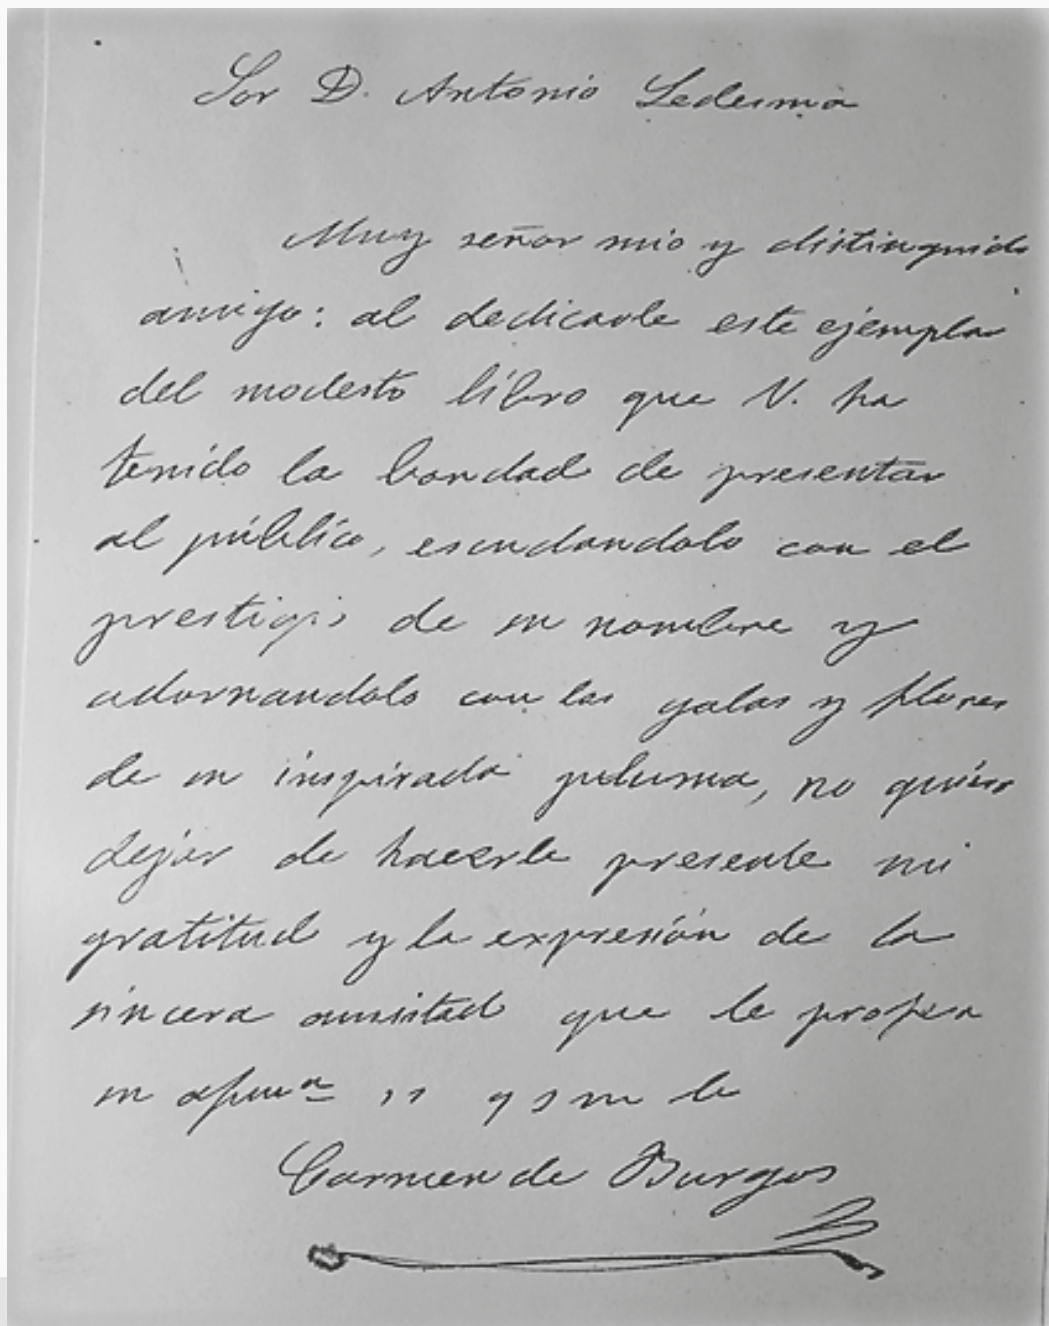 Sor D. Antonio Ledesma
Muy señor mio y distinguido
amigo: al dedicarle este ejemplar
del modesto libro que V. ha
tenido la bondad de presentar
al público, escudandolo con el
prestigio de su nombre y
adornandolo con las galas y flores
de su inspirada pluma, no quiero
dejar de hacerle presente mi
gratitud y la expresión de la
sincera amistad que le profesa
su afmª ss q s m b
Carmen de Burgos